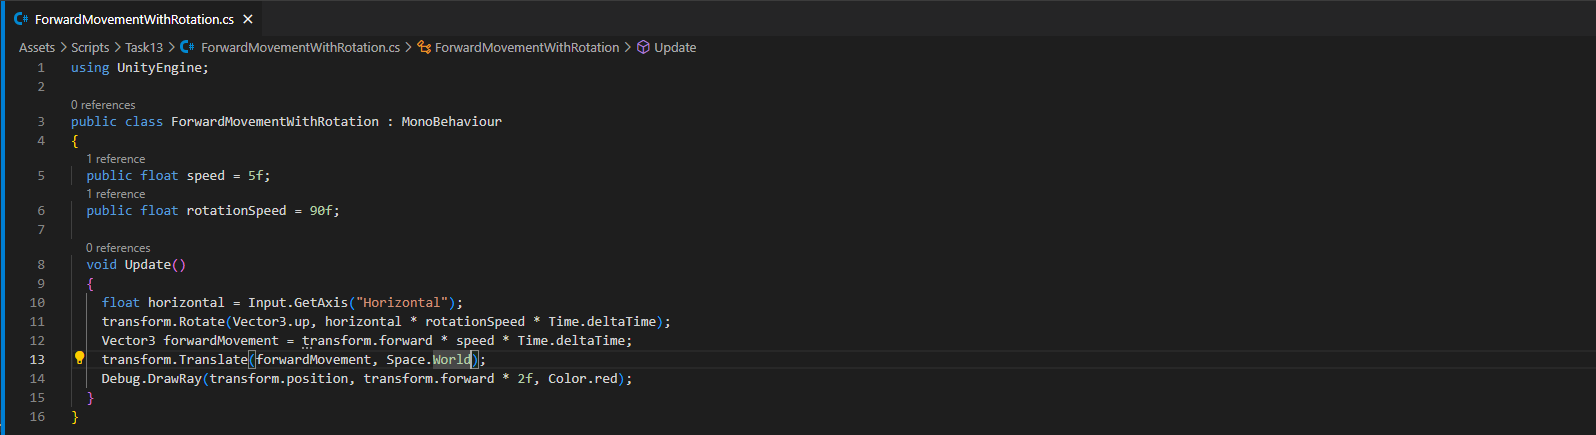 ForwardMovementWithRotation.cs ×
Assets > Scripts > Task13 > ForwardMovementWithRotation.cs > ForwardMovementWithRotation > Update
1 using UnityEngine;
2
0 references
3 public class ForwardMovementWithRotation : MonoBehaviour
4 {
1 reference
5 public float speed = 5f;
1 reference
6 public float rotationSpeed = 90f;
7
0 references
8 void Update()
9 {
10 float horizontal = Input.GetAxis("Horizontal");
11 transform.Rotate(Vector3.up, horizontal * rotationSpeed * Time.deltaTime);
12 Vector3 forwardMovement = transform.forward * speed * Time.deltaTime;
13 transform.Translate(forwardMovement, Space.World);
14 Debug.DrawRay(transform.position, transform.forward * 2f, Color.red);
15 }
16 }